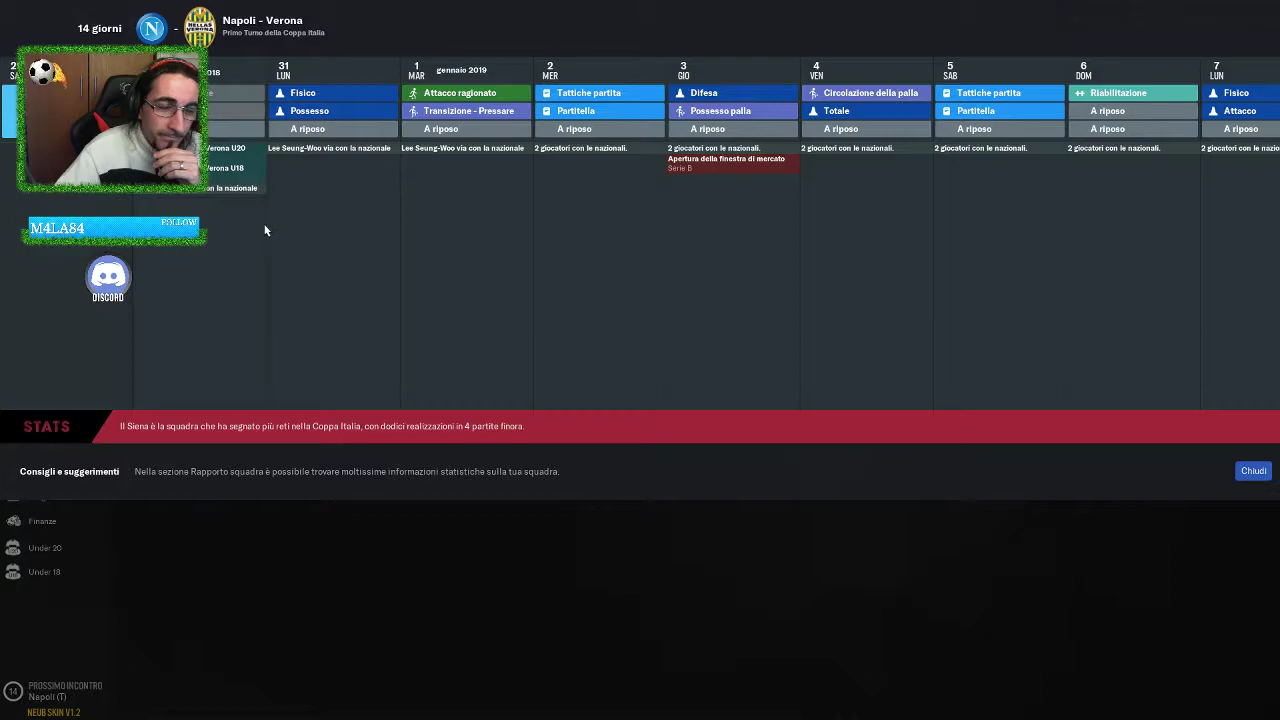 14 giorni
-
Napoli - Verona
Primo Turno della Coppa Italia
31
LUN
1
MAR
gennaio 2019
2
MER
3
GIO
4
VEN
5
SAB
6
DOM
7
LUN
Fisico
Attacco ragionato
Tattiche partita
Difesa
Circolazione della palla
Tattiche partita
Riabilitazione
Fisico
Possesso
Transizione - Pressare
Partitella
Possesso palla
Totale
Partitella
A riposo
Attacco
A riposo
A riposo
A riposo
A riposo
A riposo
A riposo
A riposo
A riposo
Verona U20
Lee Seung-Woo via con la nazionale
Lee Seung-Woo via con la nazionale
2 giocatori con le nazionali.
2 giocatori con le nazionali.
2 giocatori con le nazionali.
2 giocatori con le nazionali.
2 giocatori con le nazionali.
2 giocatori con le naziona
Apertura della finestra di mercato
Serie B
Verona U18
con la nazionale
M4LA84
FOLLOW
DISCORD
STATS
Il Siena è la squadra che ha segnato più reti nella Coppa Italia, con dodici realizzazioni in 4 partite finora.
Consigli e suggerimenti
Nella sezione Rapporto squadra è possibile trovare moltissime informazioni statistiche sulla tua squadra.
Chiudi
Finanze
Under 20
Under 18
14
PROSSIMO INCONTRO
Napoli (T)
NEUB SKIN V1.2